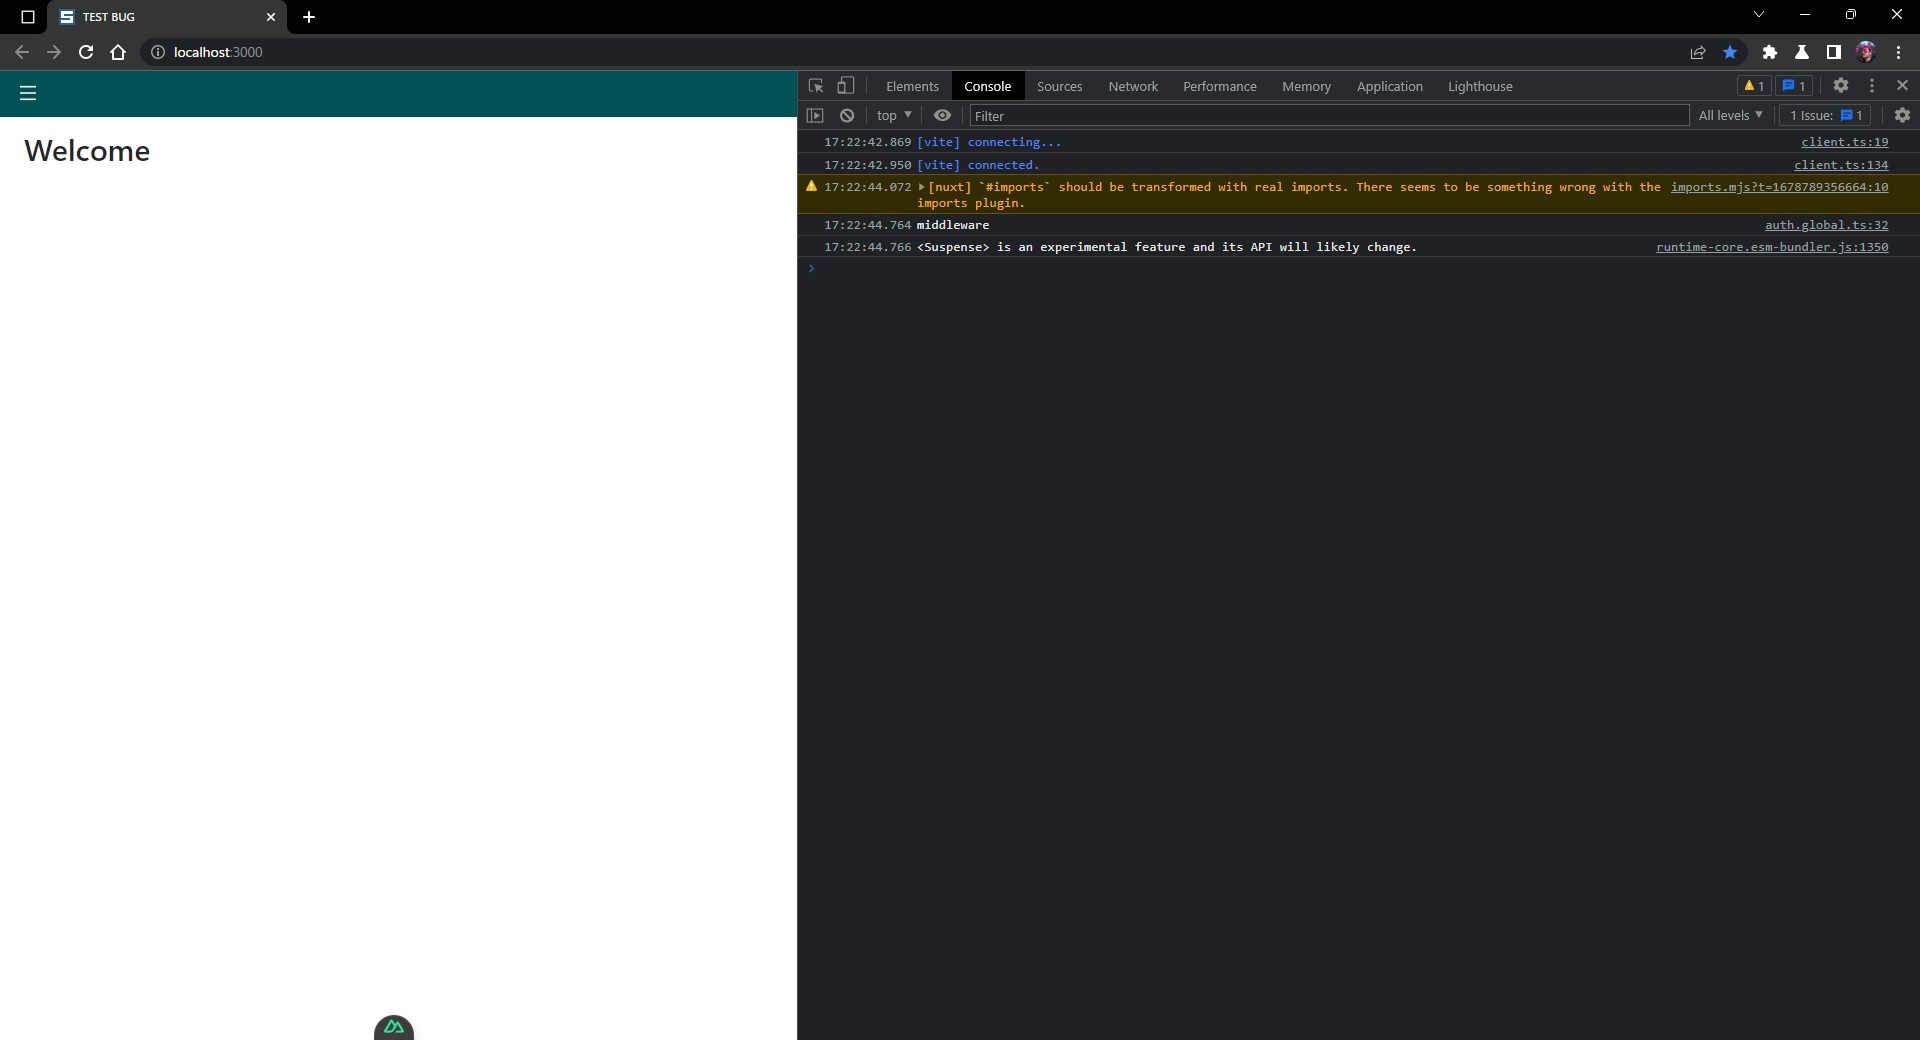 TEST BUG
localhost:3000
Elements Console Sources Network Performance Memory Application Lighthouse 1 1
top Filter All levels 1 Issue: 1
Welcome
17:22:42.869 [vite] connecting... client.ts:19
17:22:42.950 [vite] connected. client.ts:134
17:22:44.072 [nuxt] `#imports` should be transformed with real imports. There seems to be something wrong with the imports.mjs?t=1678789356664:10
imports plugin.
17:22:44.764 middleware auth.global.ts:32
17:22:44.766 <Suspense> is an experimental feature and its API will likely change. runtime-core.esm-bundler.js:1350